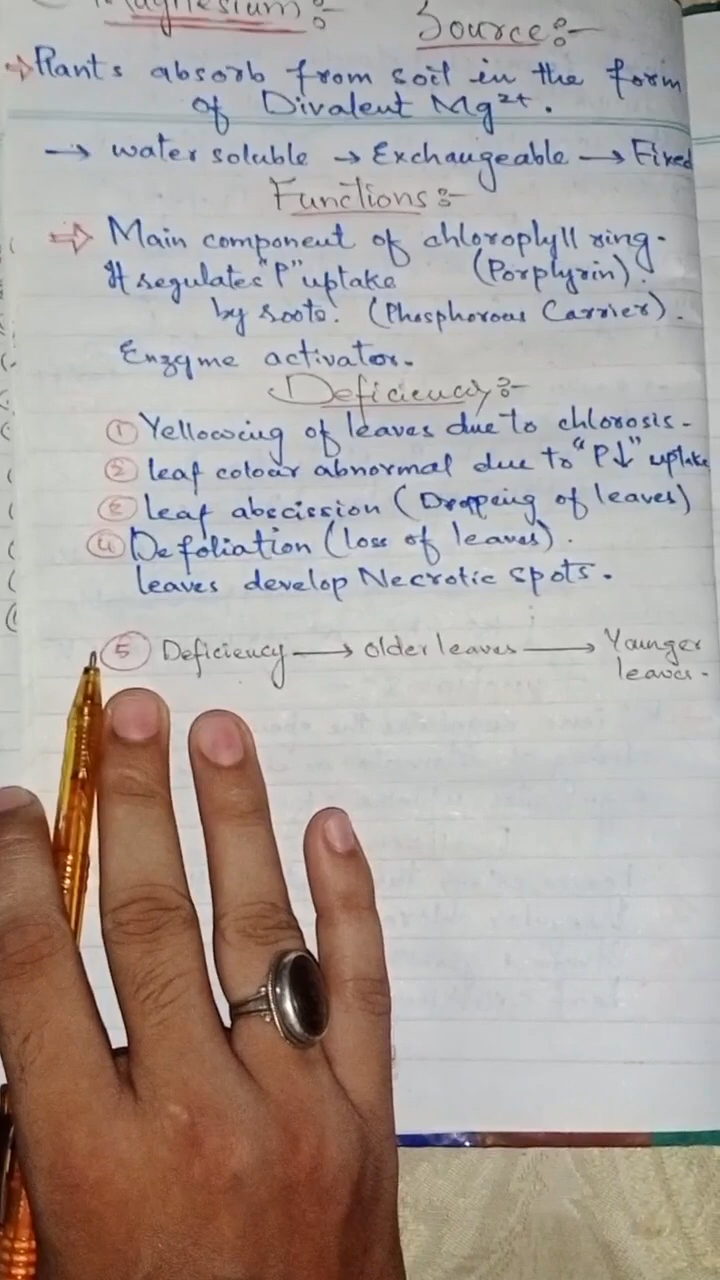 Magnesium:- Source:-
⇒ Plants absorb from soil in the form
of Divalent Mg²⁺.
→ water soluble → Exchangeable → Fixed
Functions:-
⇒ Main component of chlorophyll ring.
It regulates "P" uptake (Porplyrin).
by roots. (Phosphorous Carrier).
Enzyme activator.
Deficiency:-
① Yellowing of leaves due to chlorosis.
② leaf colour abnormal due to "P↓" uptake
③ Leaf abscission (Dropping of leaves)
④ Defoliation (loss of leaves).
leaves develop Necrotic spots.
⑤ Deficiency → older leaves → Younger
leaves.